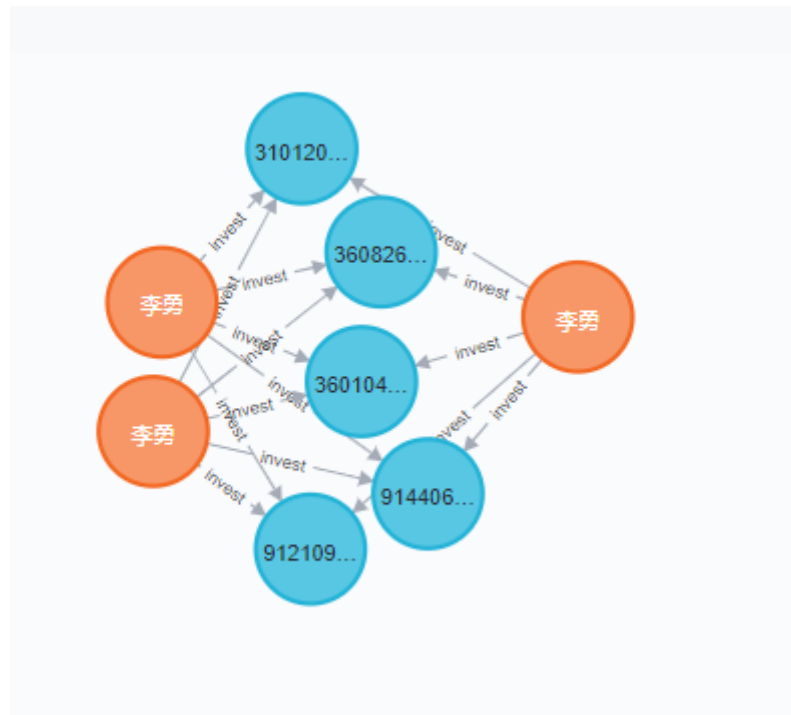 310120...
invest
invest
360826...
invest
invest
invest
李勇
李勇
invest
invest
invest
360104...
invest
invest
invest
invest
invest
李勇
invest
914406...
invest
912109...